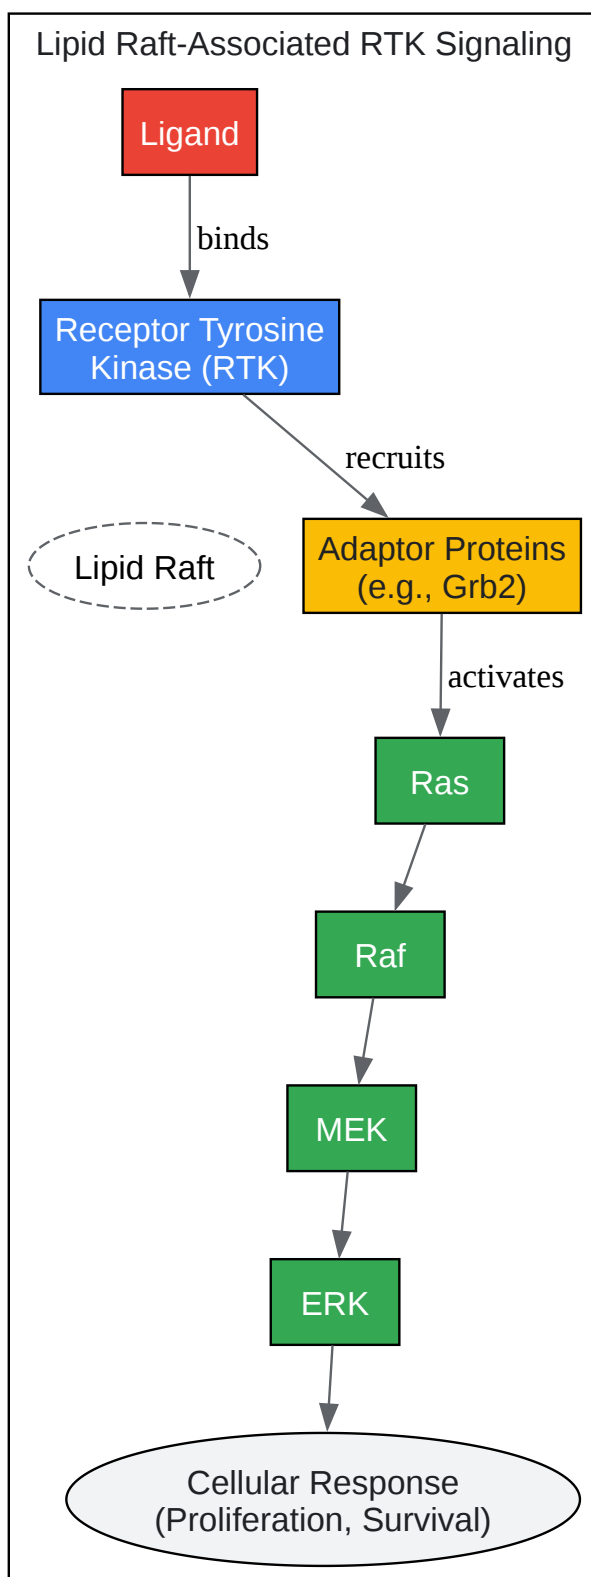 Lipid Raft-Associated RTK Signaling
Ligand
binds
Receptor Tyrosine
Kinase (RTK)
recruits
Lipid Raft
Adaptor Proteins
(e.g., Grb2)
activates
Ras
Raf
MEK
ERK
Cellular Response
(Proliferation, Survival)